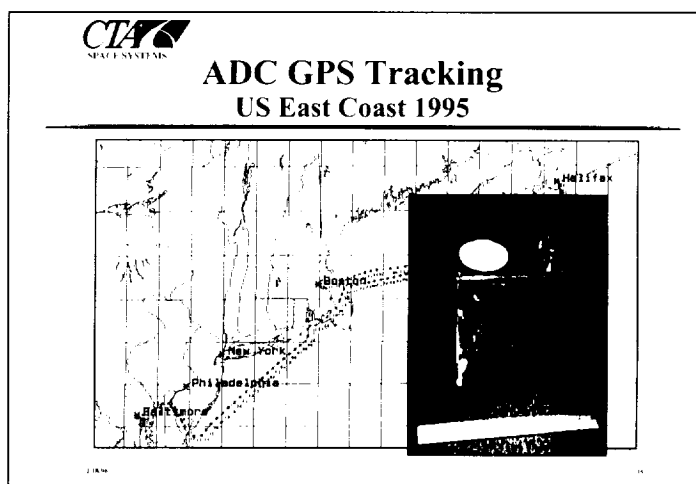 CTA
SPACE SYSTEMS
ADC GPS Tracking
US East Coast 1995
Halifax
Boston
New York
Philadelphia
Baltimore